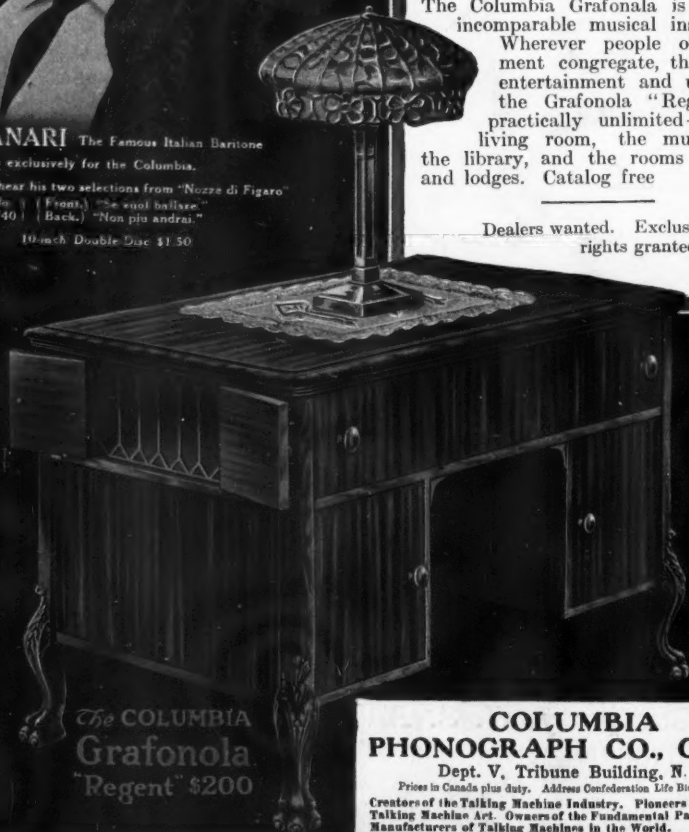 The Columbia Grafonala is
incomparable musical in
Wherever people o
ment congregate, th
entertainment and u
the Grafonola "Reg
practically unlimited-
living room, the mu
the library, and the rooms
and lodges. Catalog free
Dealers wanted. Exclus
rights grante
ANARI The Famous Italian Baritone
exclusively for the Columbia.
hear his two selections from "Nozze di Figaro"
(Front.) "Se vuol ballare."
40 (Back.) "Non piu andrai."
10-inch Double Disc $1.50
The COLUMBIA
Grafonola
"Regent" $200
COLUMBIA
PHONOGRAPH CO., G
Dept. V, Tribune Building, N.
Prices in Canada plus duty. Address Confederation Life B
Creators of the Talking Machine Industry. Pioneers
Talking Machine Art. Owners of the Fundamental Pa
Manufacturers of Talking Machines in the World.